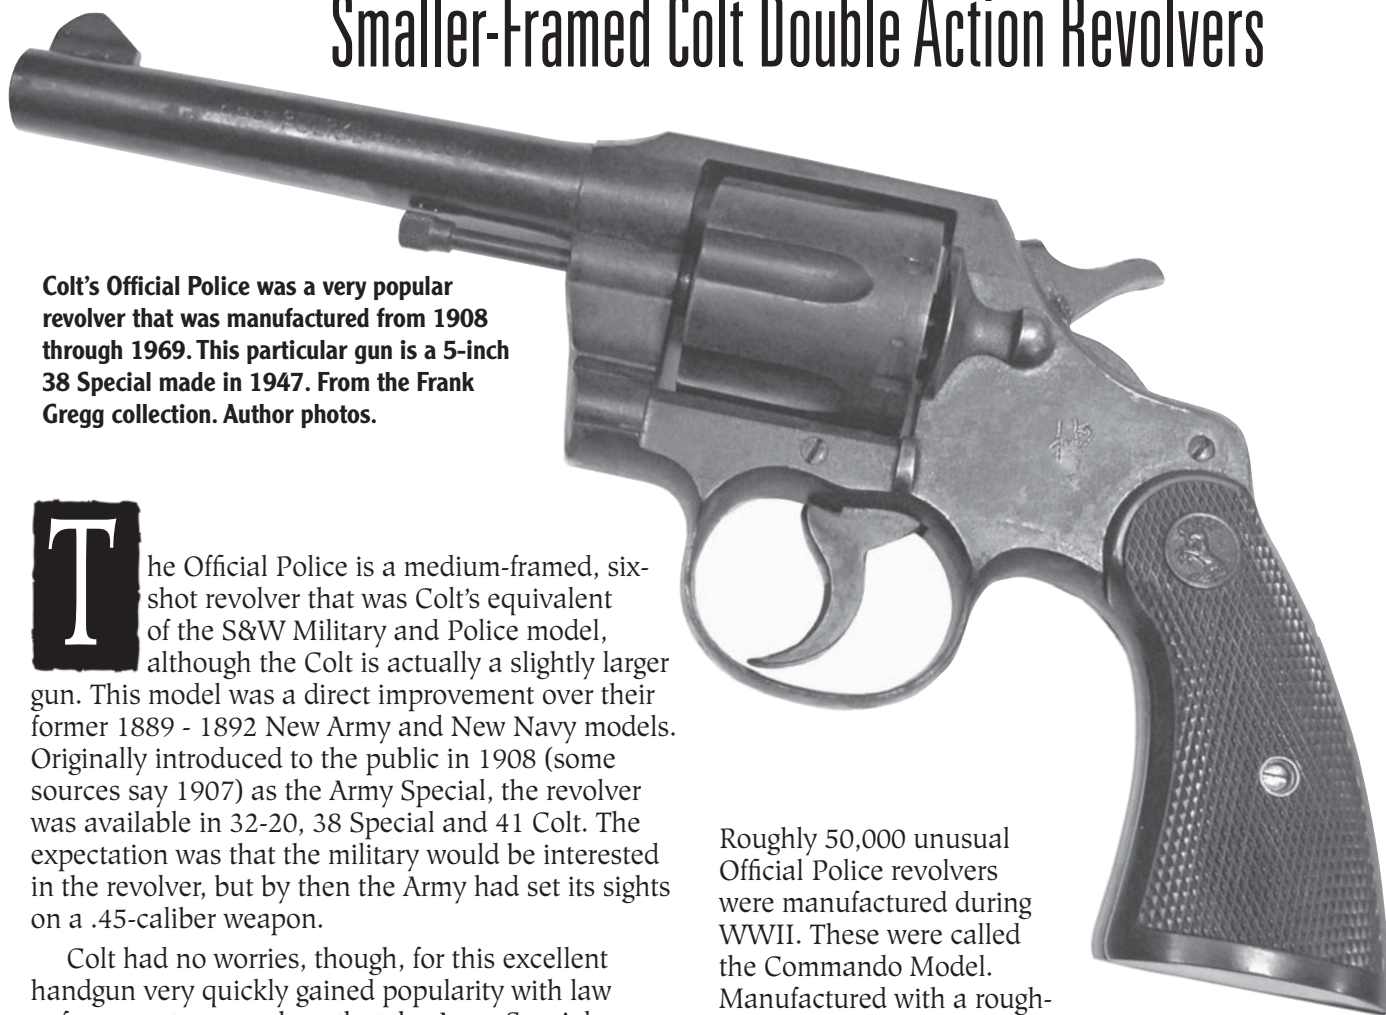 Smaller-Framed Colt Double Action Revolvers
Colt's Official Police was a very popular
revolver that was manufactured from 1908
through 1969. This particular gun is a 5-inch
38 Special made in 1947. From the Frank
Gregg collection. Author photos.
The Official Police is a medium-framed, six-
shot revolver that was Colt's equivalent
of the S&W Military and Police model,
although the Colt is actually a slightly larger
gun. This model was a direct improvement over their
former 1889 - 1892 New Army and New Navy models.
Originally introduced to the public in 1908 (some
sources say 1907) as the Army Special, the revolver
was available in 32-20, 38 Special and 41 Colt. The
expectation was that the military would be interested
in the revolver, but by then the Army had set its sights
on a .45-caliber weapon.
Colt had no worries, though, for this excellent
handgun very quickly gained popularity with law
Roughly 50,000 unusual
Official Police revolvers
were manufactured during
WWII. These were called
the Commando Model.
Manufactured with a rough-